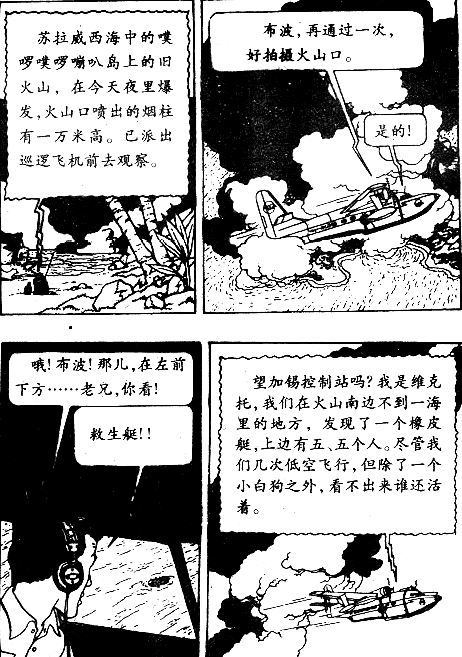 苏拉威西海中的噗
啰噗啰嘣叭岛上的旧
火山，在今天夜里爆
发，火山口喷出的烟柱
有一万米高。已派出
巡逻飞机前去观察。
布波，再通过一次，
好拍摄火山口。
是的！
哦！布波！那儿，在左前
下方……老兄，你看！
救生艇！！
望加锡控制站吗？我是维克
托，我们在火山南边不到一海
里的地方，发现了一个橡皮
艇，上边有五、五个人。尽管我
们几次低空飞行，但除了一个
小白狗之外，看不出来谁还活
着。